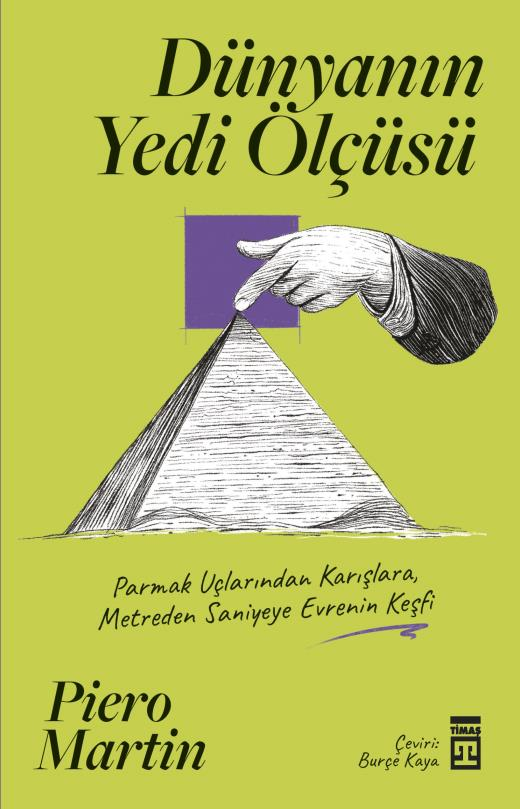 Dünyanın
Yedi Ölçüsü
Parmak Uçlarından Karışlara,
Metreden Saniyeye Evrenin Keşfi
Piero
Martin
Çeviri:
Burçe Kaya
TİMAŞ